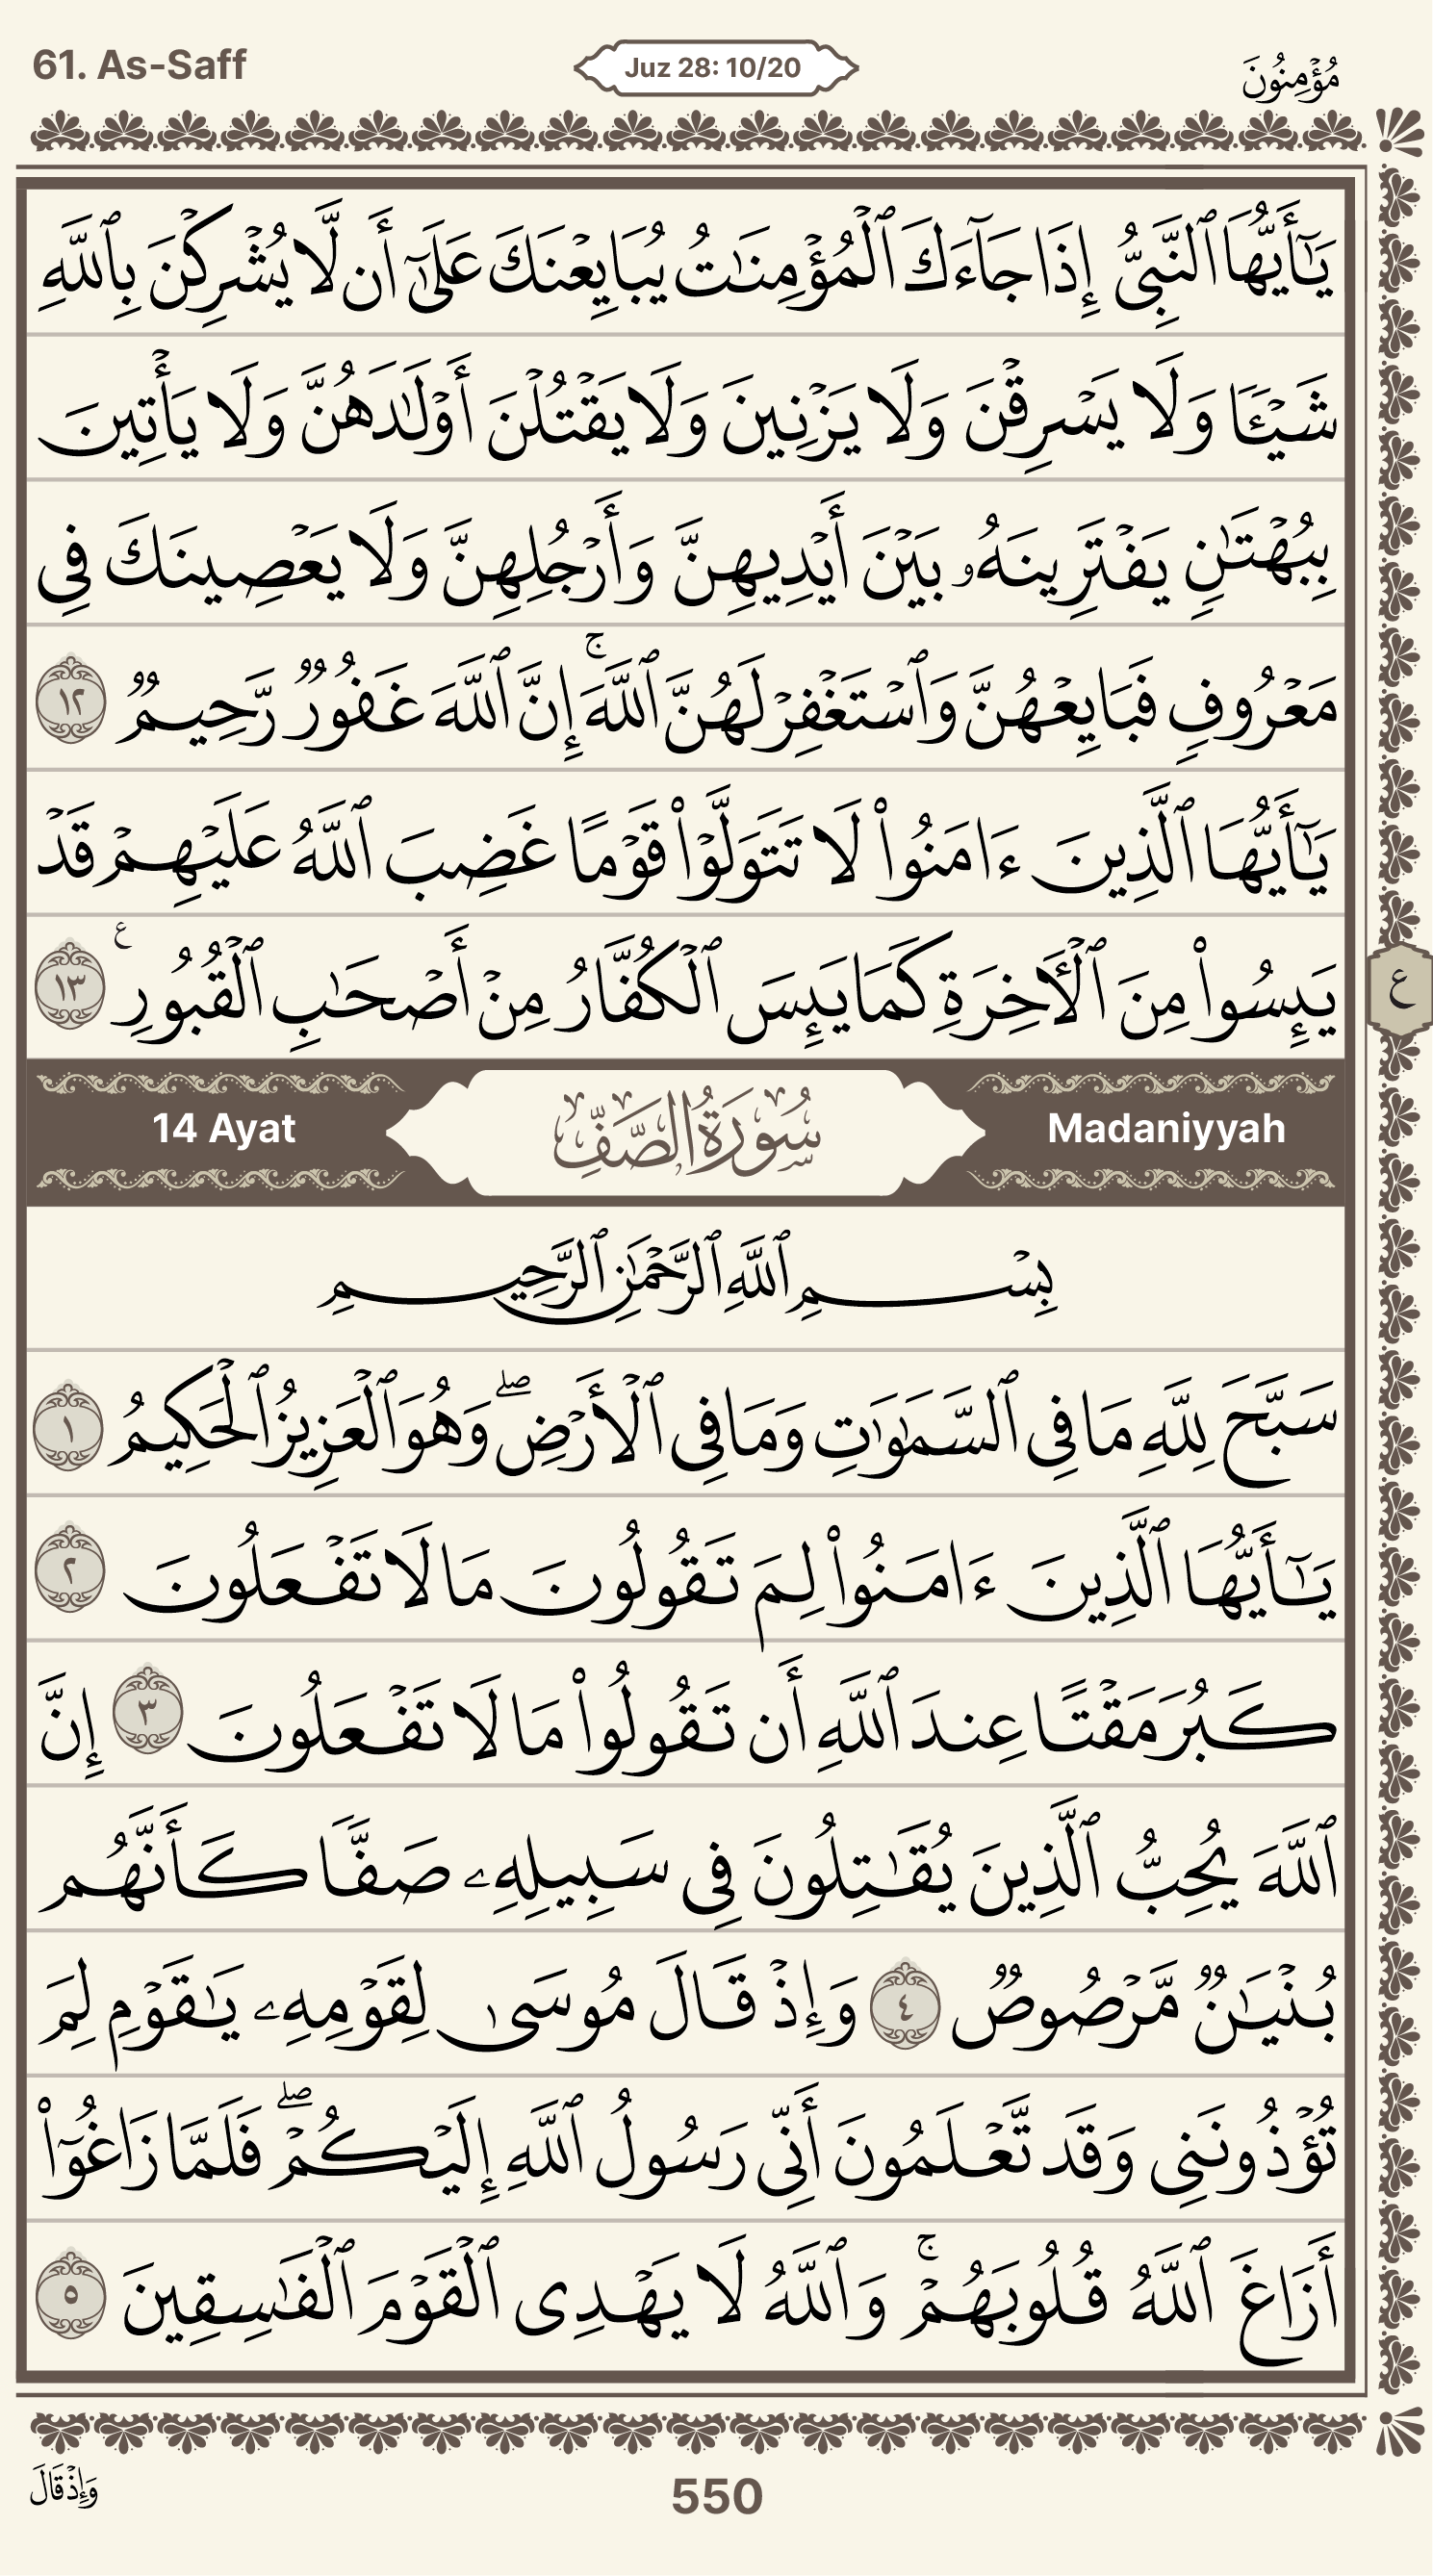 61. As-Saff
Juz 28: 10/20
مُؤۡمِنُونَ
يَٰٓأَيُّهَا ٱلنَّبِيُّ إِذَا جَآءَكَ ٱلۡمُؤۡمِنَٰتُ يُبَايِعۡنَكَ عَلَىٰٓ أَن لَّا يُشۡرِكۡنَ بِٱللَّهِ
شَيۡـٔٗا وَلَا يَسۡرِقۡنَ وَلَا يَزۡنِينَ وَلَا يَقۡتُلۡنَ أَوۡلَٰدَهُنَّ وَلَا يَأۡتِينَ
بِبُهۡتَٰنٖ يَفۡتَرِينَهُۥ بَيۡنَ أَيۡدِيهِنَّ وَأَرۡجُلِهِنَّ وَلَا يَعۡصِينَكَ فِي
مَعۡرُوفٖ فَبَايِعۡهُنَّ وَٱسۡتَغۡفِرۡ لَهُنَّ ٱللَّهَۚ إِنَّ ٱللَّهَ غَفُورٞ رَّحِيمٞ ١٢
يَٰٓأَيُّهَا ٱلَّذِينَ ءَامَنُواْ لَا تَتَوَلَّوۡاْ قَوۡمًا غَضِبَ ٱللَّهُ عَلَيۡهِمۡ قَدۡ
يَئِسُواْ مِنَ ٱلۡأٓخِرَةِ كَمَا يَئِسَ ٱلۡكُفَّارُ مِنۡ أَصۡحَٰبِ ٱلۡقُبُورِ ع ١٣
ع
14 Ayat
سُورَةُ الصَّفِّ
Madaniyyah
بِسۡمِ ٱللَّهِ ٱلرَّحۡمَٰنِ ٱلرَّحِيمِ
سَبَّحَ لِلَّهِ مَا فِي ٱلسَّمَٰوَٰتِ وَمَا فِي ٱلۡأَرۡضِۖ وَهُوَ ٱلۡعَزِيزُ ٱلۡحَكِيمُ ١
يَٰٓأَيُّهَا ٱلَّذِينَ ءَامَنُواْ لِمَ تَقُولُونَ مَا لَا تَفۡعَلُونَ ٢
كَبُرَ مَقۡتًا عِندَ ٱللَّهِ أَن تَقُولُواْ مَا لَا تَفۡعَلُونَ ٣ إِنَّ
ٱللَّهَ يُحِبُّ ٱلَّذِينَ يُقَٰتِلُونَ فِي سَبِيلِهِۦ صَفّٗا كَأَنَّهُم
بُنۡيَٰنٞ مَّرۡصُوصٞ ٤ وَإِذۡ قَالَ مُوسَىٰ لِقَوۡمِهِۦ يَٰقَوۡمِ لِمَ
تُؤۡذُونَنِي وَقَد تَّعۡلَمُونَ أَنِّي رَسُولُ ٱللَّهِ إِلَيۡكُمۡۖ فَلَمَّا زَاغُوٓاْ
أَزَاغَ ٱللَّهُ قُلُوبَهُمۡۚ وَٱللَّهُ لَا يَهۡدِي ٱلۡقَوۡمَ ٱلۡفَٰسِقِينَ ٥
وَإِذۡ قَالَ
550